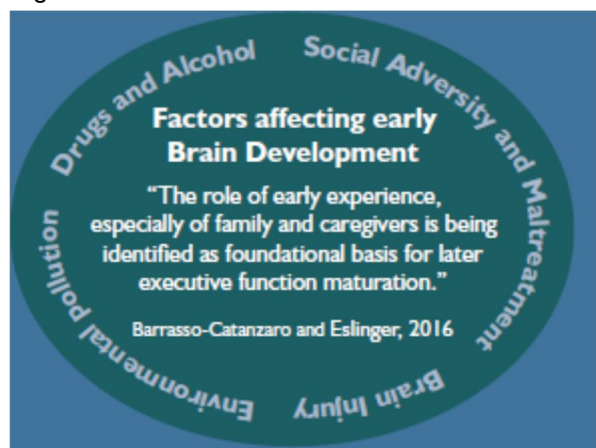 Drugs and Alcohol
Social Adversity and Maltreatment
Factors affecting early
Brain Development
“The role of early experience,
especially of family and caregivers is being
identified as foundational basis for later
executive function maturation.”
Barrasso-Catanzaro and Eslinger, 2016
Environmental pollution
Brain Injury